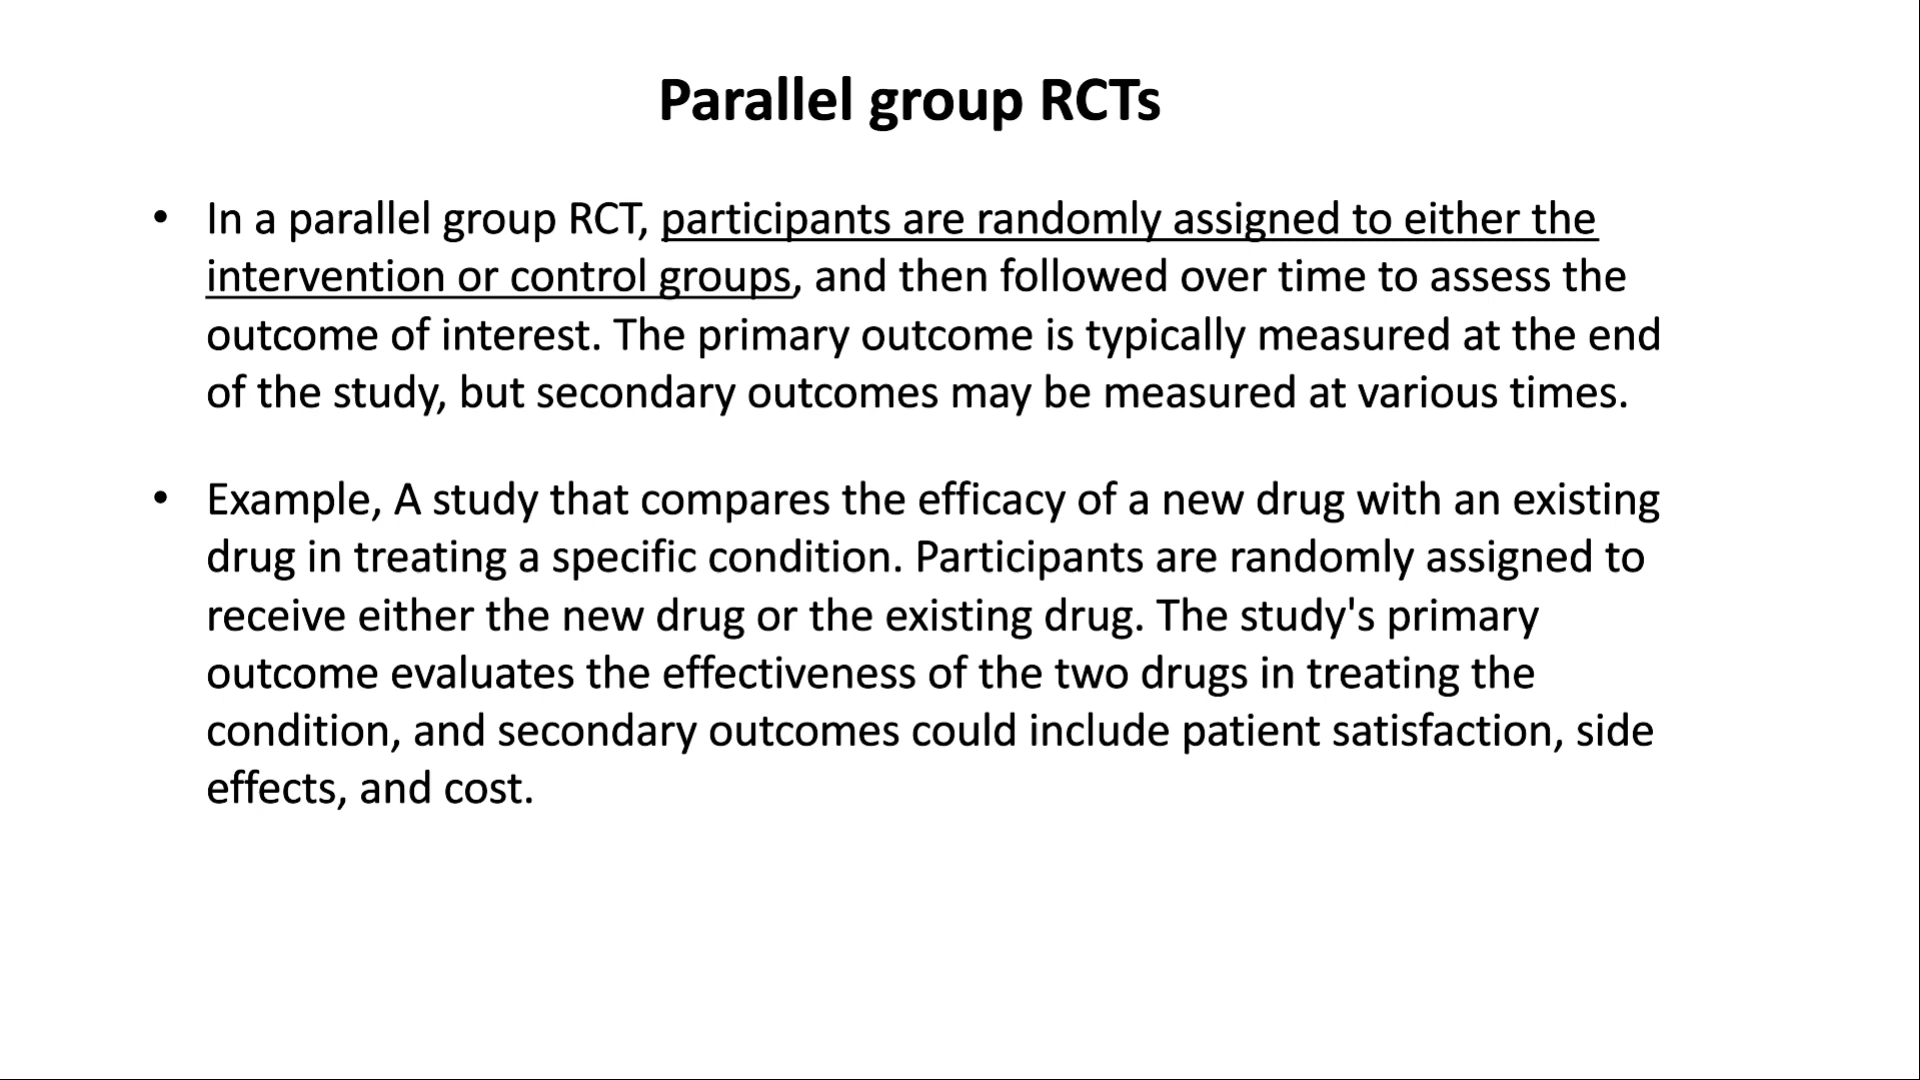 Parallel group RCTs
• In a parallel group RCT, participants are randomly assigned to either the
intervention or control groups, and then followed over time to assess the
outcome of interest. The primary outcome is typically measured at the end
of the study, but secondary outcomes may be measured at various times.
• Example, A study that compares the efficacy of a new drug with an existing
drug in treating a specific condition. Participants are randomly assigned to
receive either the new drug or the existing drug. The study's primary
outcome evaluates the effectiveness of the two drugs in treating the
condition, and secondary outcomes could include patient satisfaction, side
effects, and cost.